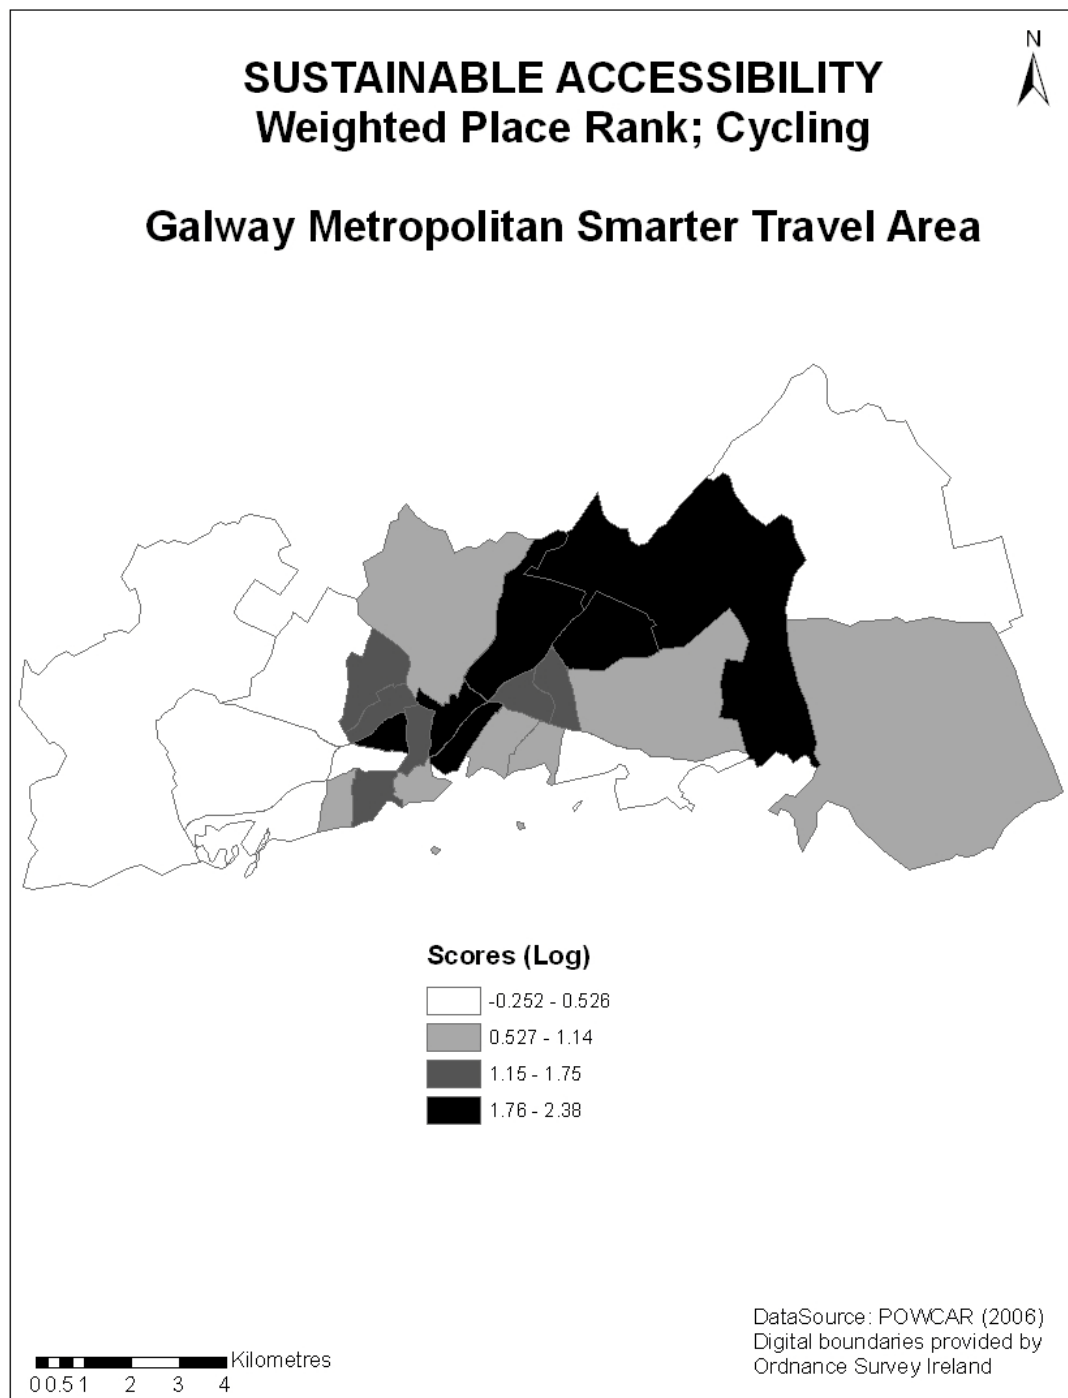 N
SUSTAINABLE ACCESSIBILITY
Weighted Place Rank; Cycling
Galway Metropolitan Smarter Travel Area
Scores (Log)
-0.252 - 0.526
0.527 - 1.14
1.15 - 1.75
1.76 - 2.38
DataSource: POWCAR (2006)
Digital boundaries provided by
Ordnance Survey Ireland
Kilometres
0 0.5 1 2 3 4